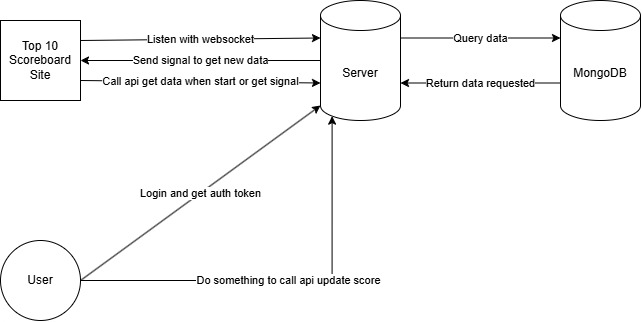 Top 10
Scoreboard
Site
Listen with websocket
Send signal to get new data
Call api get data when start or get signal
Server
Query data
Return data requested
MongoDB
Login and get auth token
User
Do something to call api update score